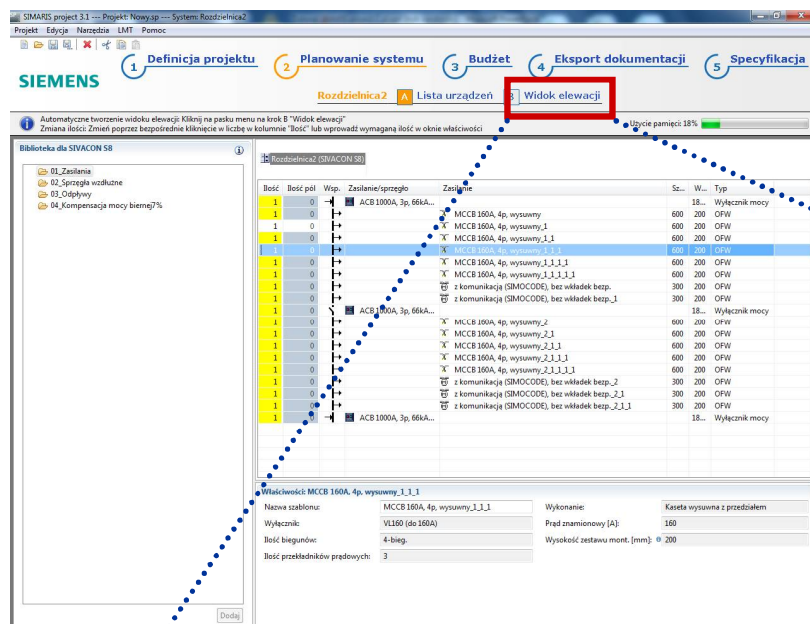 SIMARIS project 3.1 --- Projekt: Nowy.sp --- System: Rozdzielnica2
Projekt Edycja Narzędzia LMT Pomoc
SIEMENS
1 Definicja projektu 2 Planowanie systemu 3 Budżet 4 Eksport dokumentacji 5 Specyfikacja
Rozdzielnica2 A Lista urządzeń B Widok elewacji
Automatyczne tworzenie widoku elewacji: Kliknij na pasku menu na krok B "Widok elewacji"
Zmiana ilości: Zmień poprzez bezpośrednie kliknięcie w liczbę w kolumnie "Ilość" lub wprowadź wymaganą ilość w oknie właściwości
Użycie pamięci: 18%
Biblioteka dla SIVACON S8
01_Zasilania
02_Sprzęgła wzdłużne
03_Odpływy
04_Kompensacja mocy biernej7%
Dodaj
Rozdzielnica2 (SIVACON S8)
Ilość Ilość pól Wsp. Zasilanie/sprzęgło Zasilanie Sz... W... Typ
1 0 ACB 1000A, 3p, 66kA... 18... Wyłącznik mocy
1 0 MCCB 160A, 4p, wysuwny 600 200 OFW
1 0 MCCB 160A, 4p, wysuwny_1 600 200 OFW
1 0 MCCB 160A, 4p, wysuwny_1_1 600 200 OFW
1 0 MCCB 160A, 4p, wysuwny_1_1_1 600 200 OFW
1 0 MCCB 160A, 4p, wysuwny_1_1_1_1 600 200 OFW
1 0 MCCB 160A, 4p, wysuwny_1_1_1_1_1 600 200 OFW
1 0 z komunikacją (SIMOCODE), bez wkładek bezp. 300 200 OFW
1 0 z komunikacją (SIMOCODE), bez wkładek bezp._1 300 200 OFW
1 0 ACB 1000A, 3p, 66kA... 18... Wyłącznik mocy
1 0 MCCB 160A, 4p, wysuwny_2 600 200 OFW
1 0 MCCB 160A, 4p, wysuwny_2_1 600 200 OFW
1 0 MCCB 160A, 4p, wysuwny_2_1_1 600 200 OFW
1 0 MCCB 160A, 4p, wysuwny_2_1_1_1 600 200 OFW
1 0 MCCB 160A, 4p, wysuwny_2_1_1_1_1 600 200 OFW
1 0 z komunikacją (SIMOCODE), bez wkładek bezp._2 300 200 OFW
1 0 z komunikacją (SIMOCODE), bez wkładek bezp._2_1 300 200 OFW
1 0 z komunikacją (SIMOCODE), bez wkładek bezp._2_1_1 300 200 OFW
1 0 ACB 1000A, 3p, 66kA... 18... Wyłącznik mocy
Właściwości: MCCB 160A, 4p, wysuwny_1_1_1
Nazwa szablonu: MCCB 160A, 4p, wysuwny_1_1_1 Wykonanie: Kaseta wysuwna z przedziałem
Wyłącznik: VL160 (do 160A) Prąd znamionowy [A]: 160
Ilość biegunów: 4-bieg. Wysokość zestawu mont. [mm]: 200
Ilość przekładników prądowych: 3